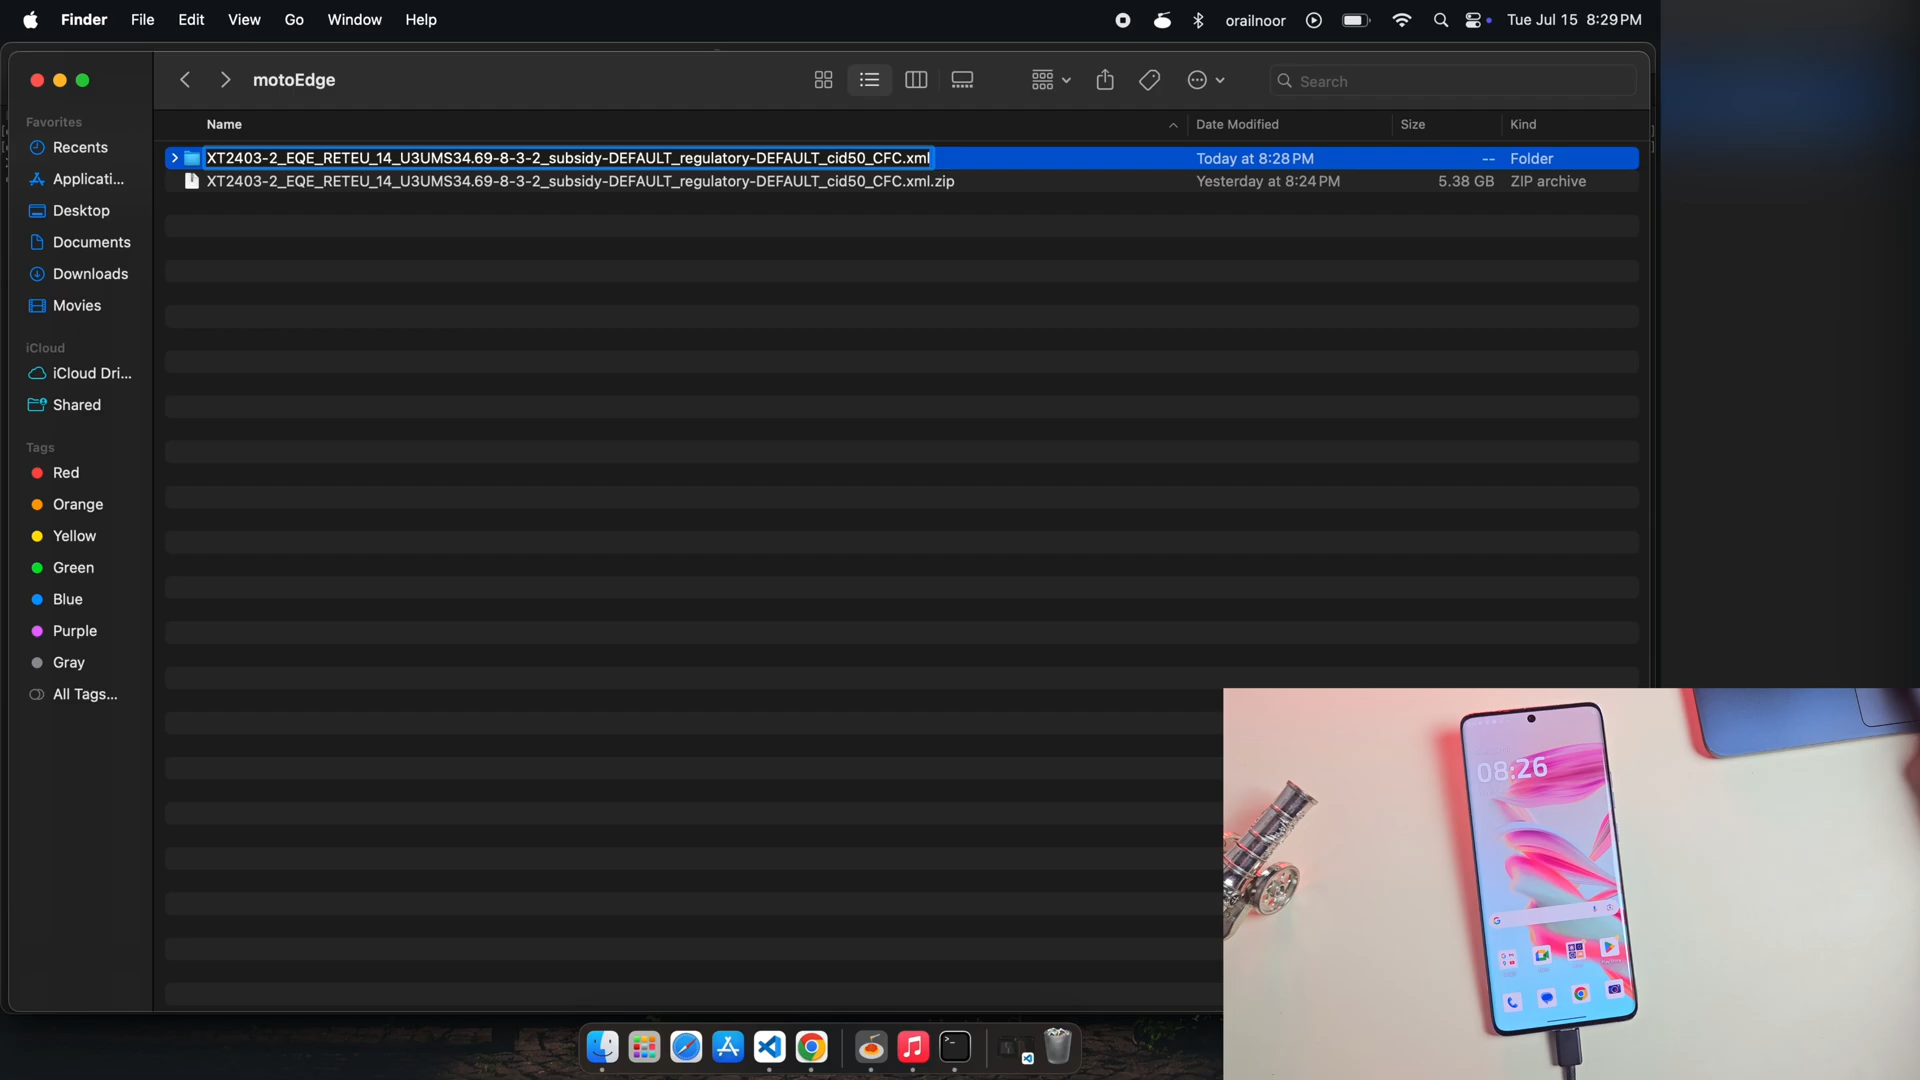 Finder File Edit View Go Window Help
orailnoor Tue Jul 15 8:29 PM
motoEdge
Search
Favorites
Recents
Applicati...
Desktop
Documents
Downloads
Movies
iCloud
iCloud Dri...
Shared
Tags
Red
Orange
Yellow
Green
Blue
Purple
Gray
All Tags...
Name Date Modified Size Kind
XT2403-2_EQE_RETEU_14_U3UMS34.69-8-3-2_subsidy-DEFAULT_regulatory-DEFAULT_cid50_CFC.xml Today at 8:28 PM -- Folder
XT2403-2_EQE_RETEU_14_U3UMS34.69-8-3-2_subsidy-DEFAULT_regulatory-DEFAULT_cid50_CFC.xml.zip Yesterday at 8:24 PM 5.38 GB ZIP archive
08:26